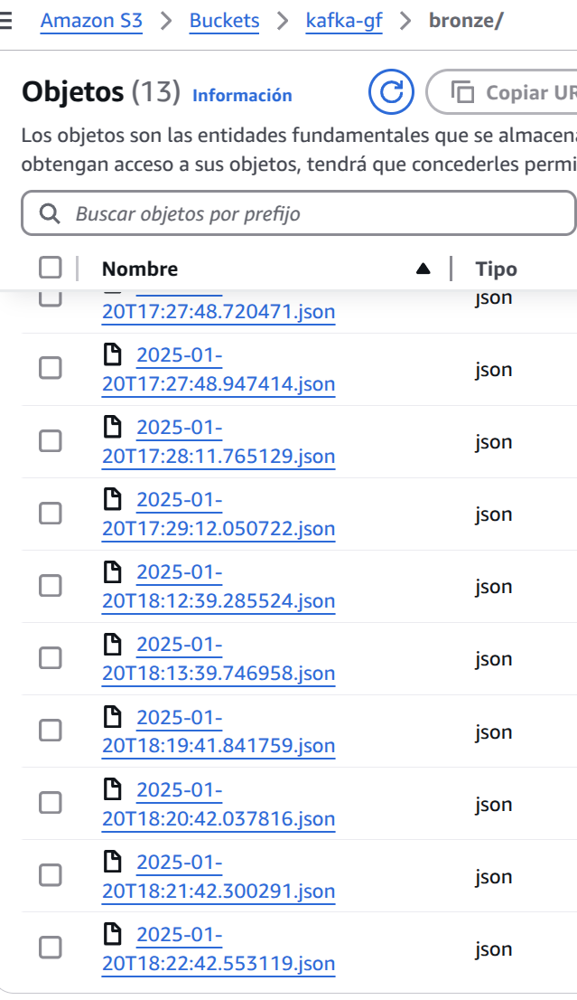 Amazon S3 > Buckets > kafka-gf > bronze/
Objetos (13) Información
Copiar UR
Los objetos son las entidades fundamentales que se almacena
obtengan acceso a sus objetos, tendrá que concederles permi
Buscar objetos por prefijo
Nombre ▲ Tipo
20T17:27:48.720471.json json
2025-01-
20T17:27:48.947414.json json
2025-01-
20T17:28:11.765129.json json
2025-01-
20T17:29:12.050722.json json
2025-01-
20T18:12:39.285524.json json
2025-01-
20T18:13:39.746958.json json
2025-01-
20T18:19:41.841759.json json
2025-01-
20T18:20:42.037816.json json
2025-01-
20T18:21:42.300291.json json
2025-01-
20T18:22:42.553119.json json